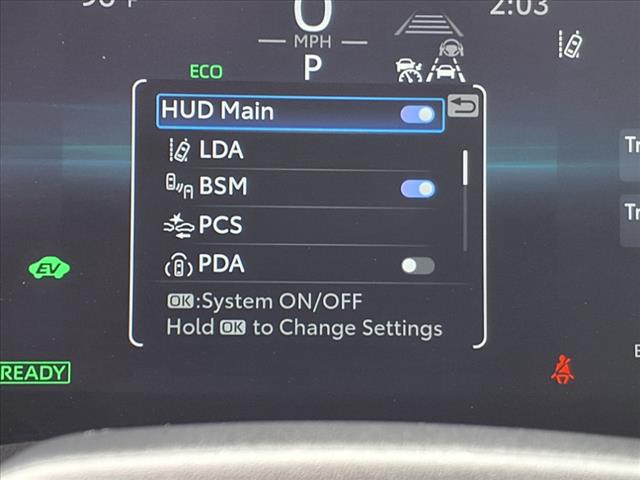 0
2:03
MPH
ECO
P
HUD Main
LDA
BSM
PCS
PDA
OK:System ON/OFF
Hold OK to Change Settings
EV
READY